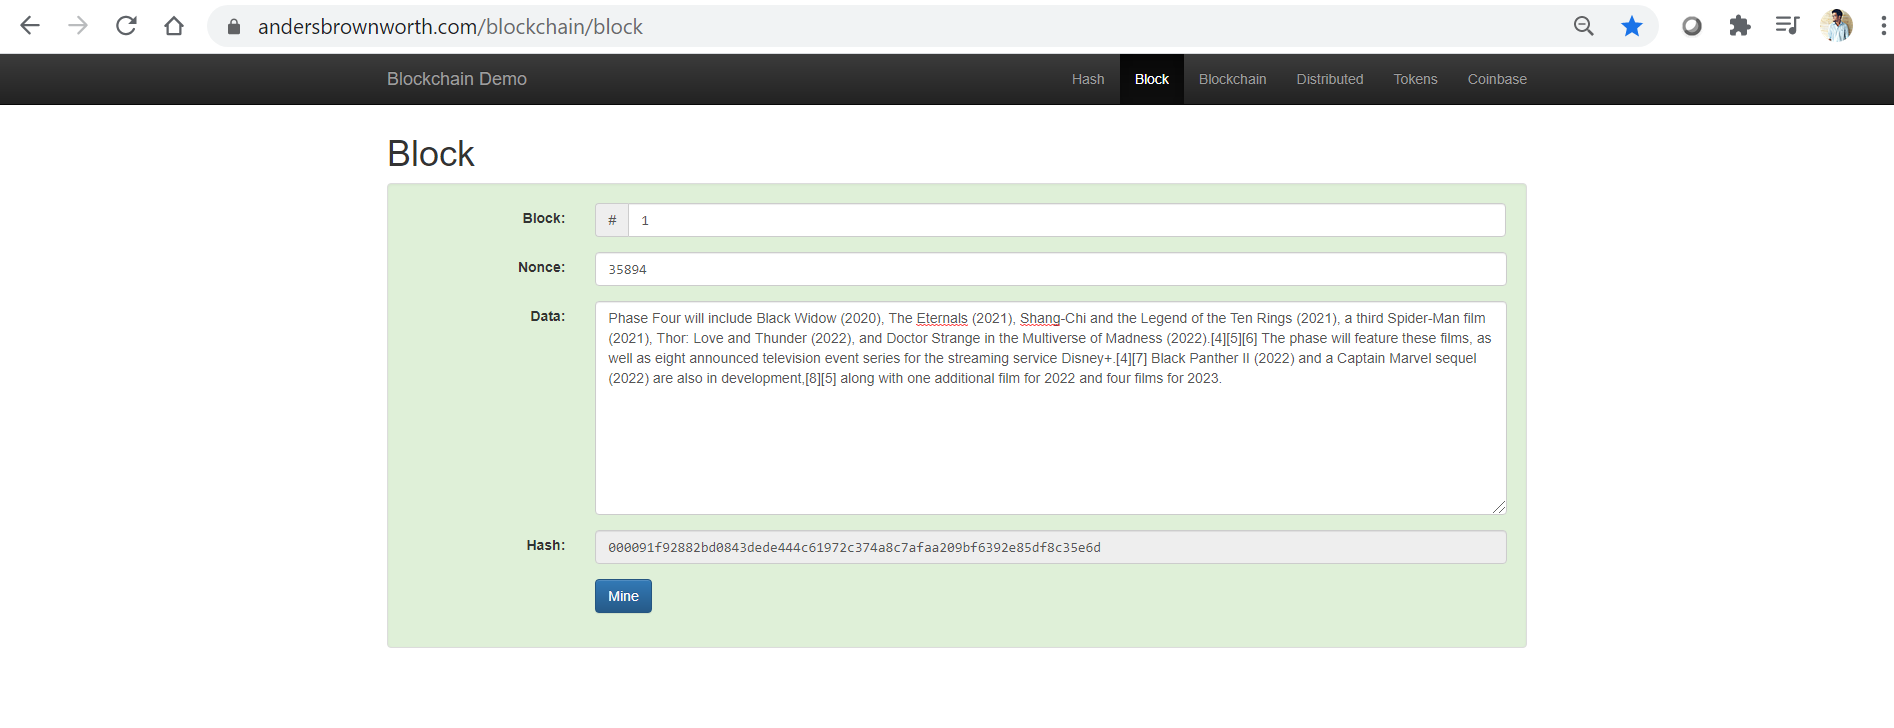 andersbrownworth.com/blockchain/block
Blockchain Demo
Hash
Block
Blockchain
Distributed
Tokens
Coinbase
Block
Block:
# 1
Nonce:
35894
Data:
Phase Four will include Black Widow (2020), The Eternals (2021), Shang-Chi and the Legend of the Ten Rings (2021), a third Spider-Man film
(2021), Thor: Love and Thunder (2022), and Doctor Strange in the Multiverse of Madness (2022).[4][5][6] The phase will feature these films, as
well as eight announced television event series for the streaming service Disney+.[4][7] Black Panther II (2022) and a Captain Marvel sequel
(2022) are also in development,[8][5] along with one additional film for 2022 and four films for 2023.
Hash:
000091f92882bd0843dede444c61972c374a8c7afaa209bf6392e85df8c35e6d
Mine